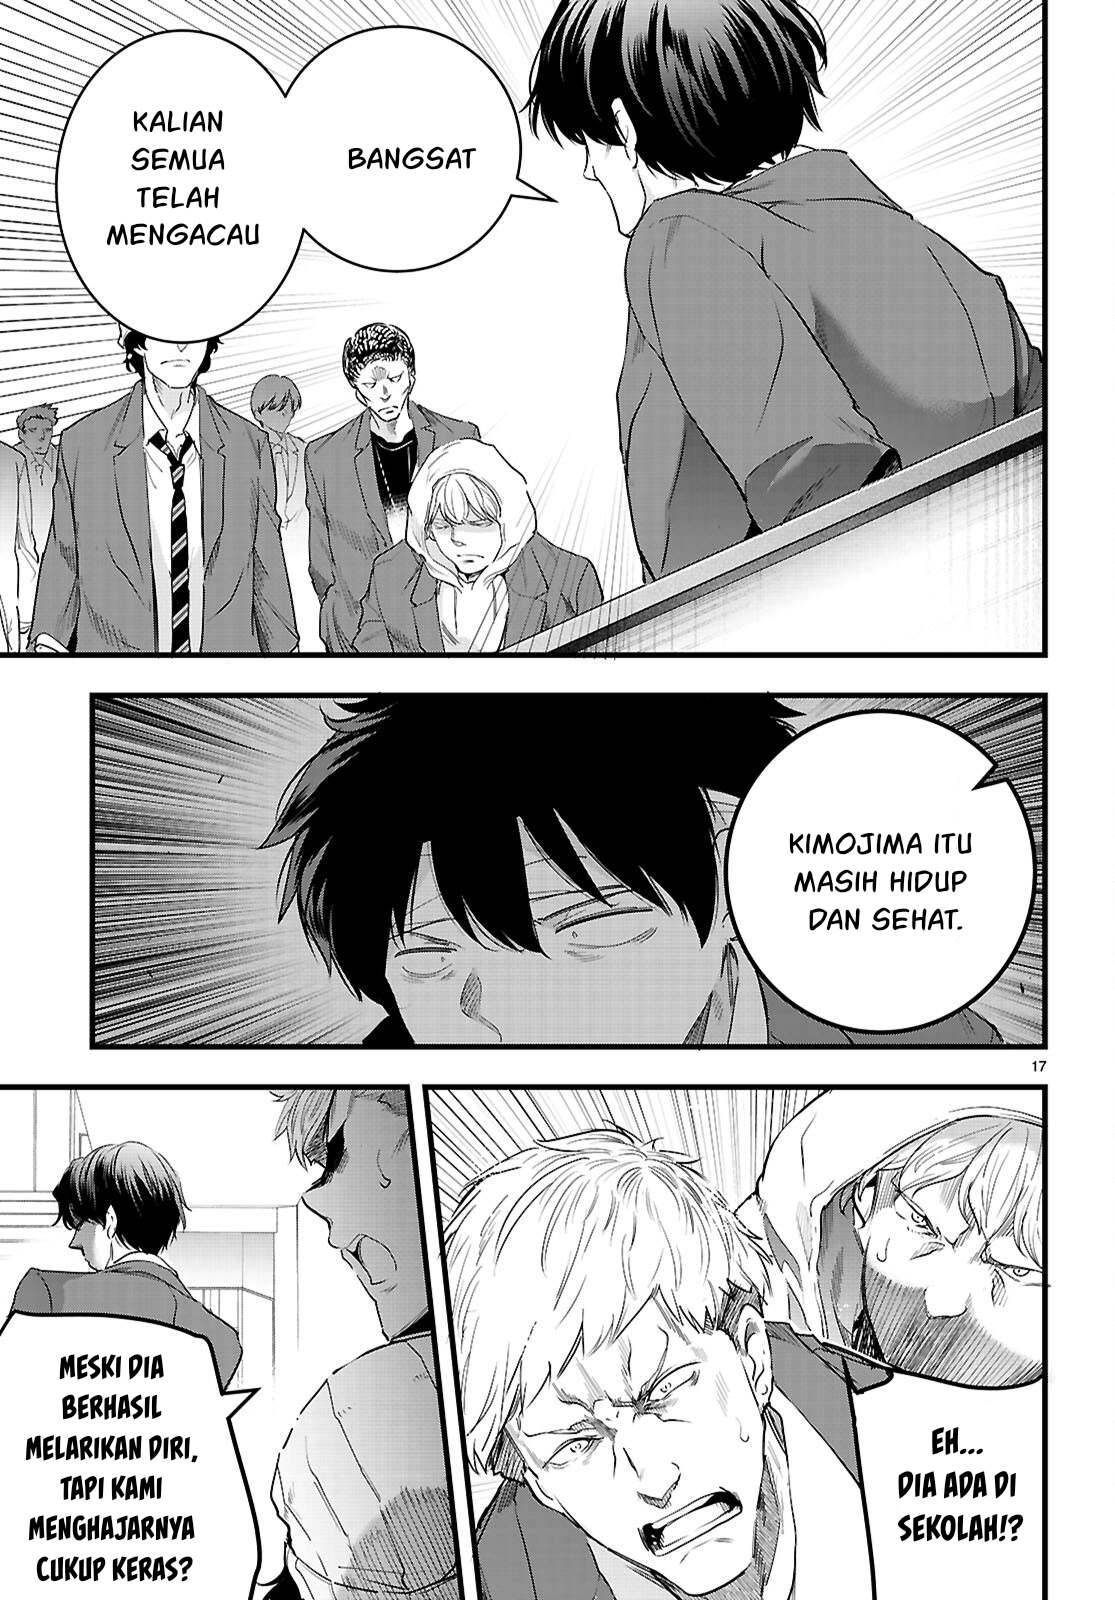 BANGSAT
KALIAN
SEMUA
TELAH
MENGACAU
KIMOJIMA ITU
MASIH HIDUP
DAN SEHAT.
17
EH...
DIA ADA DI
SEKOLAH!?
MESKI DIA
BERHASIL
MELARIKAN DIRI,
TAPI KAMI
MENGHAJARNYA
CUKUP KERAS?